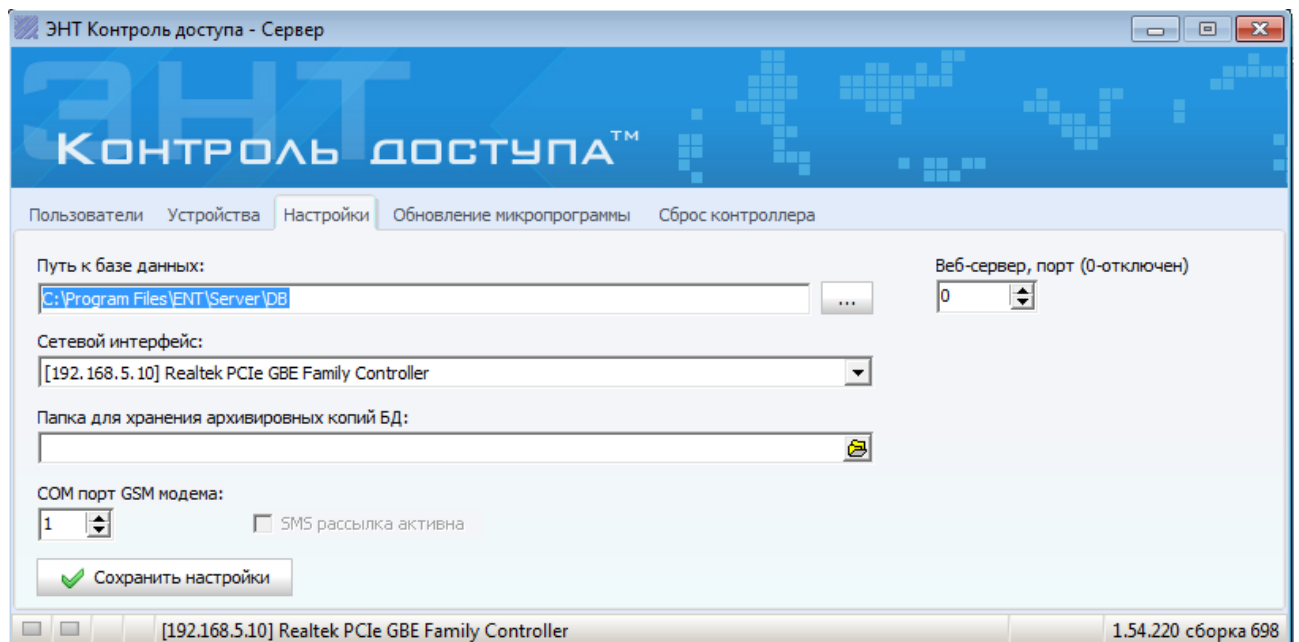 ЭНТ Контроль доступа - Сервер
ЭНТ
Контроль доступа™
Пользователи Устройства Настройки Обновление микропрограммы Сброс контроллера
Путь к базе данных: Веб-сервер, порт (0-отключен)
C:\Program Files\ENT\Server\DB ... 0
Сетевой интерфейс:
[192.168.5.10] Realtek PCIe GBE Family Controller
Папка для хранения архивировных копий БД:
COM порт GSM модема:
1 SMS рассылка активна
Сохранить настройки
[192.168.5.10] Realtek PCIe GBE Family Controller 1.54.220 сборка 698